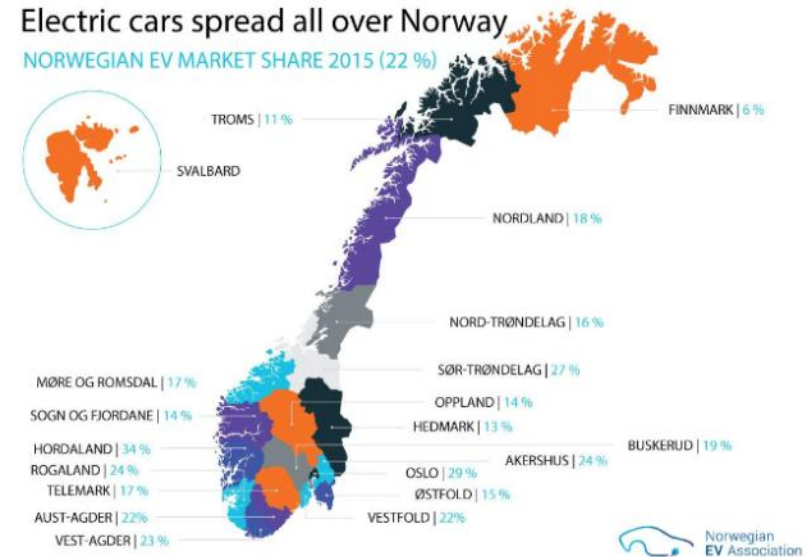 Electric cars spread all over Norway
NORWEGIAN EV MARKET SHARE 2015 (22 %)
TROMS | 11 %
FINNMARK | 6 %
SVALBARD
NORDLAND | 18 %
NORD-TRØNDELAG | 16 %
SØR-TRØNDELAG | 27 %
MØRE OG ROMSDAL | 17 %
OPPLAND | 14 %
SOGN OG FJORDANE | 14 %
HEDMARK | 13 %
BUSKERUD | 19 %
HORDALAND | 34 %
AKERSHUS | 24 %
ROGALAND | 24 %
OSLO | 29 %
TELEMARK | 17 %
ØSTFOLD | 15 %
AUST-AGDER | 22%
VESTFOLD | 22%
VEST-AGDER | 23 %
Norwegian
EV Association